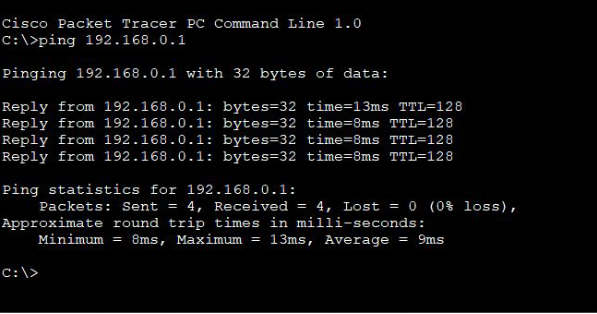 Cisco Packet Tracer PC Command Line 1.0
C:\>ping 192.168.0.1
Pinging 192.168.0.1 with 32 bytes of data:
Reply from 192.168.0.1: bytes=32 time=13ms TTL=128
Reply from 192.168.0.1: bytes=32 time=8ms TTL=128
Reply from 192.168.0.1: bytes=32 time=8ms TTL=128
Reply from 192.168.0.1: bytes=32 time=8ms TTL=128
Ping statistics for 192.168.0.1:
    Packets: Sent = 4, Received = 4, Lost = 0 (0% loss),
Approximate round trip times in milli-seconds:
    Minimum = 8ms, Maximum = 13ms, Average = 9ms
C:\>